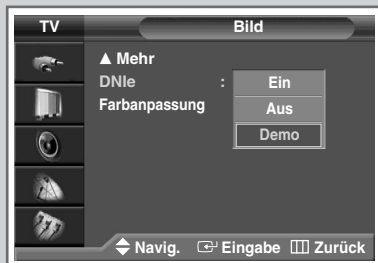 TV Bild
▲ Mehr
DNIe : Ein
Farbanpassung Aus
Demo
Navig. Eingabe Zurück